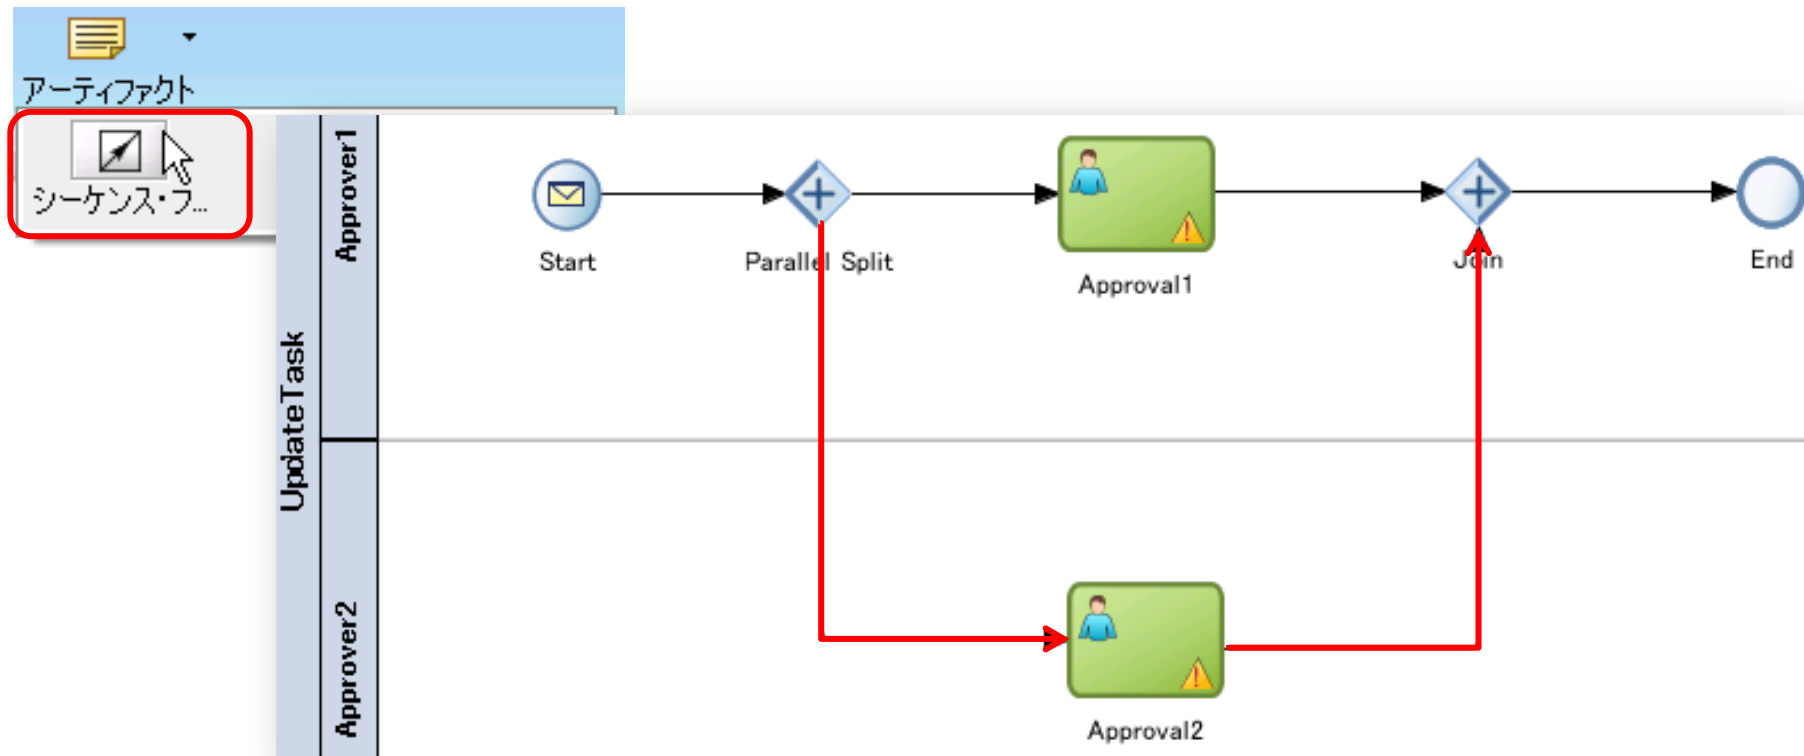 アーティファクト
シーケンス・フ...
UpdateTask
Approver1
Start
Parallel Split
Approval1
Join
End
Approver2
Approval2